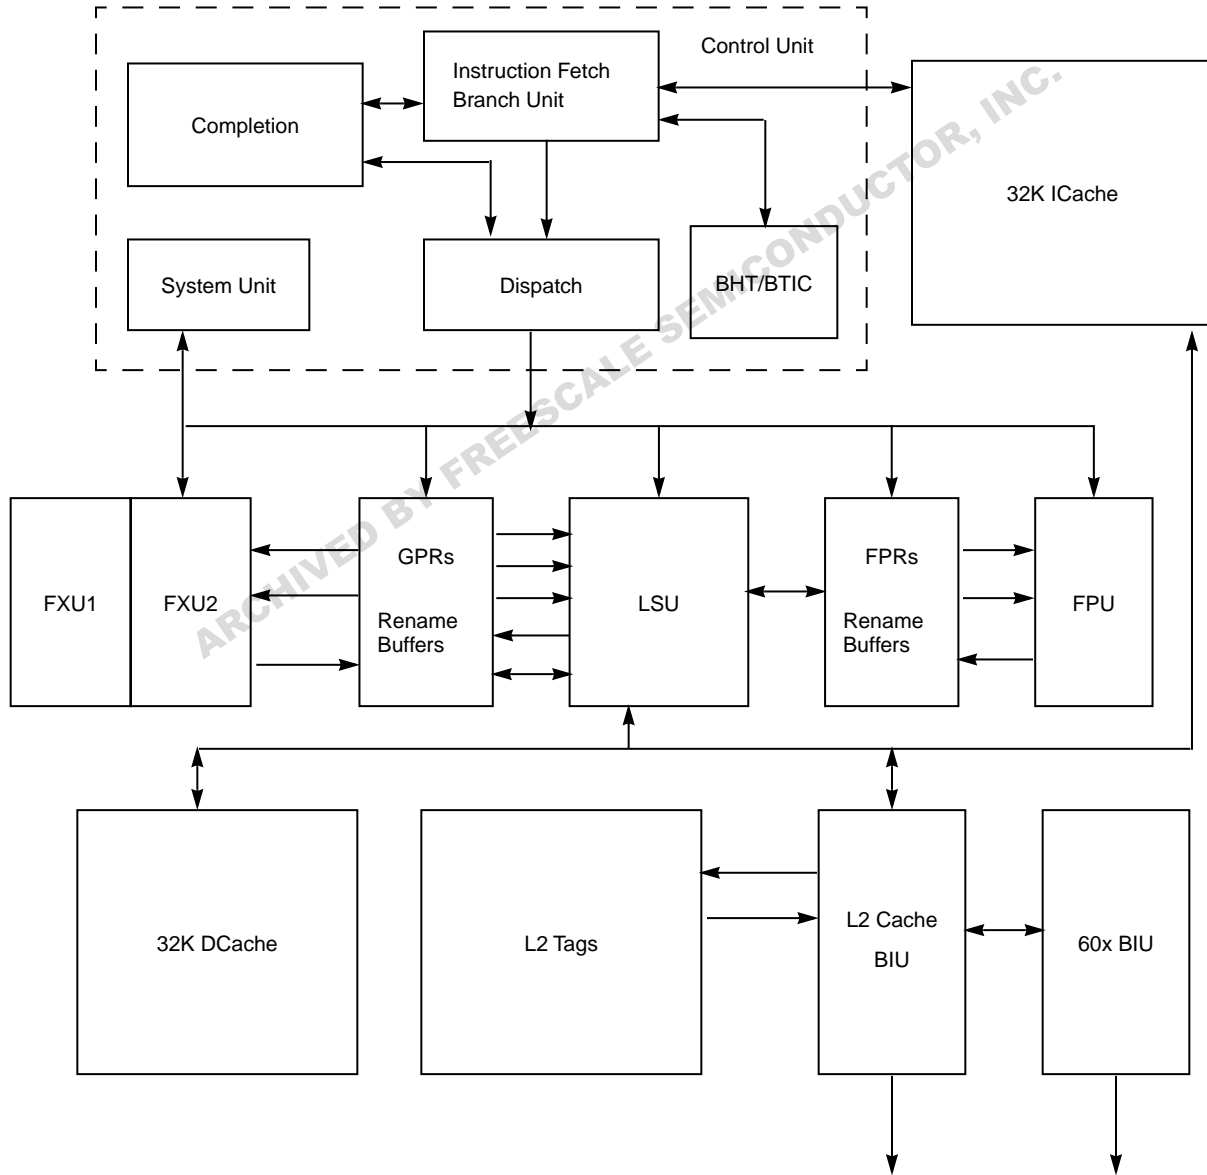 Control Unit
Instruction Fetch
Branch Unit
Completion
32K ICache
System Unit
Dispatch
BHT/BTIC
ARCHIVED BY FREESCALE SEMICONDUCTOR, INC.
FXU1
FXU2
GPRs
Rename
Buffers
LSU
FPRs
Rename
Buffers
FPU
32K DCache
L2 Tags
L2 Cache
BIU
60x BIU